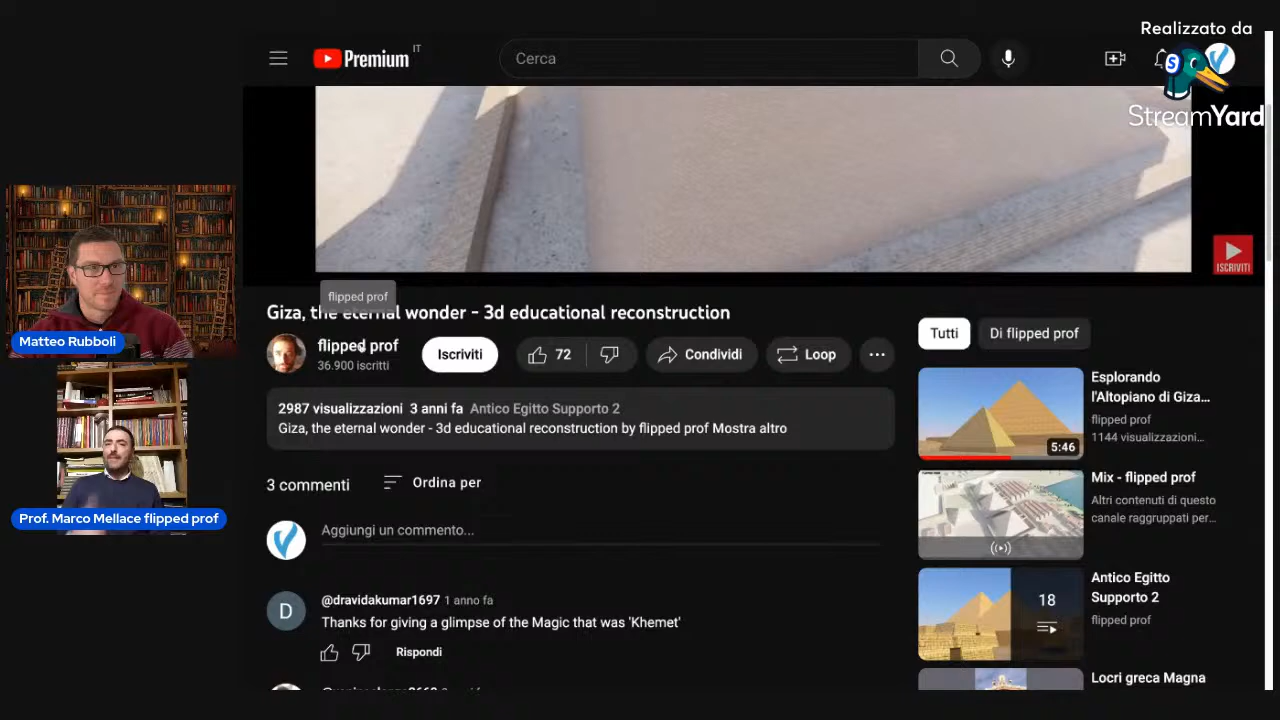 Realizzato da
StreamYard
Premium IT
Cerca
ISCRIVITI
flipped prof
Giza, the eternal wonder - 3d educational reconstruction
flipped prof
36.900 iscritti
Iscriviti
72
Condividi
Loop
2987 visualizzazioni 3 anni fa Antico Egitto Supporto 2
Giza, the eternal wonder - 3d educational reconstruction by flipped prof Mostra altro
3 commenti
Ordina per
Aggiungi un commento...
D
@dravidakumar1697 1 anno fa
Thanks for giving a glimpse of the Magic that was 'Khemet'
Rispondi
Tutti
Di flipped prof
Esplorando
l'Altopiano di Giza...
flipped prof
1144 visualizzazioni...
5:46
Mix - flipped prof
Altri contenuti di questo
canale raggruppati per...
Antico Egitto
Supporto 2
flipped prof
18
Locri greca Magna
Matteo Rubboli
Prof. Marco Mellace flipped prof